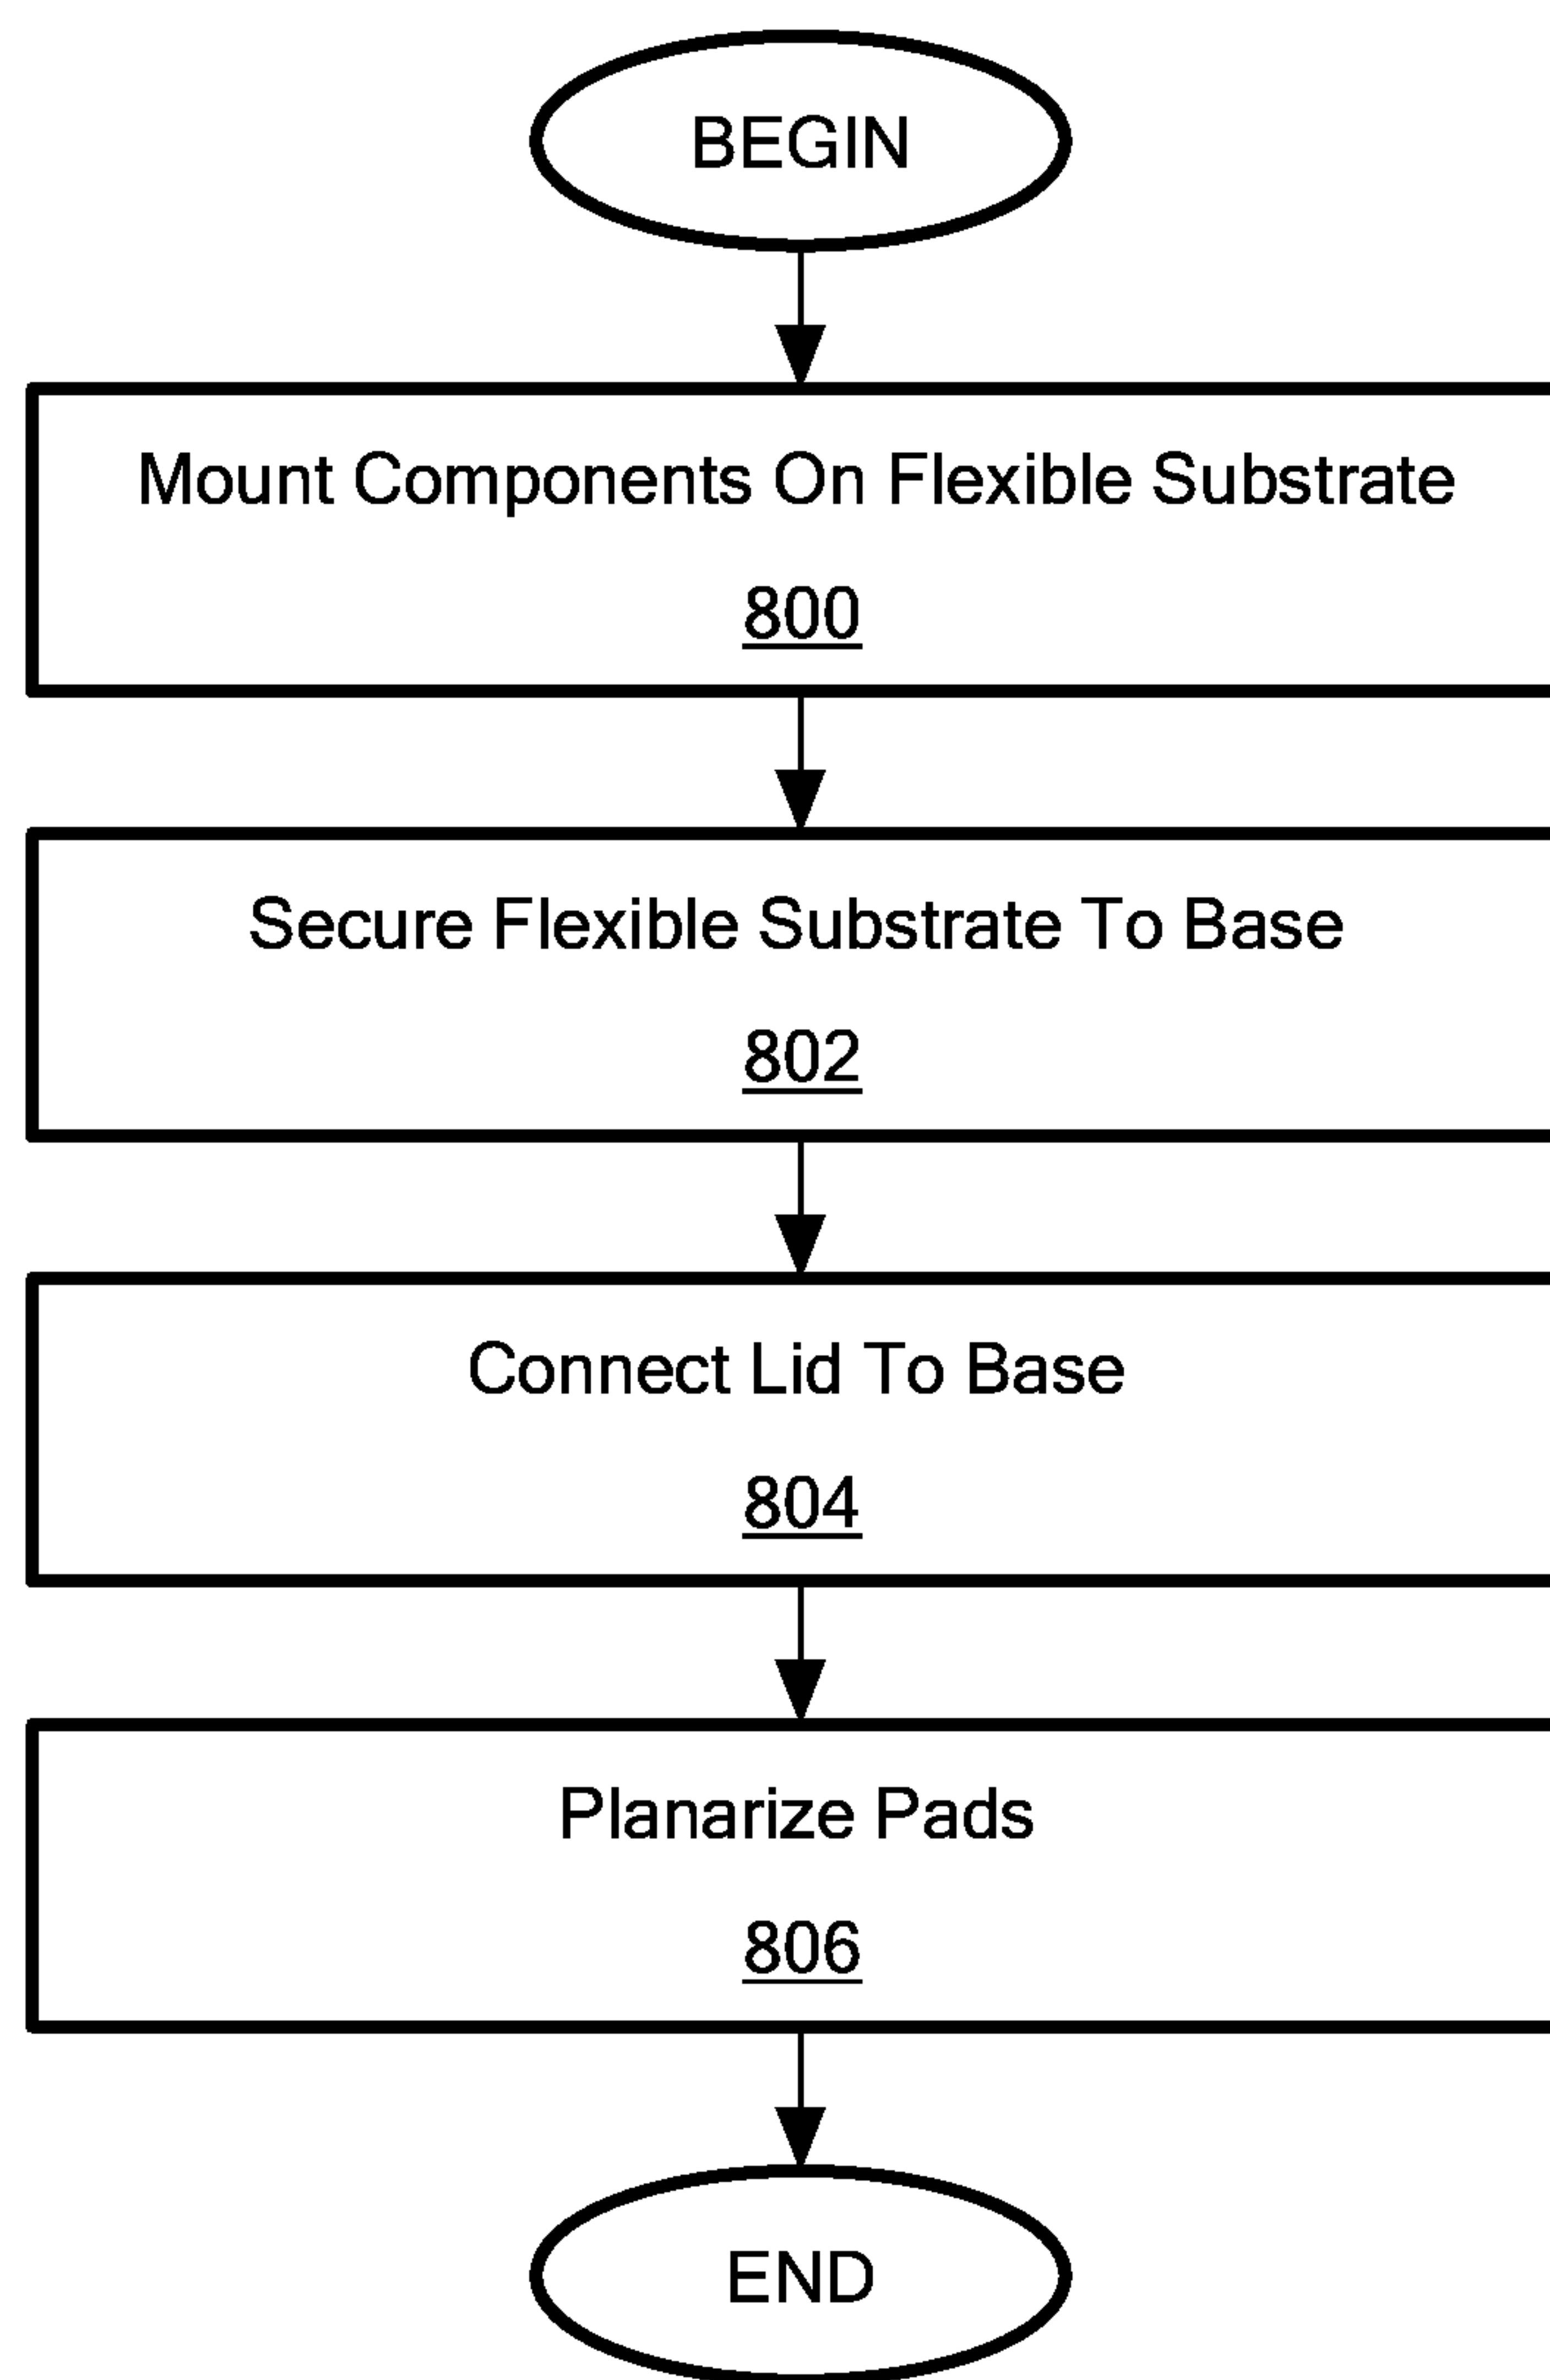 BEGIN
Mount Components On Flexible Substrate
800
Secure Flexible Substrate To Base
802
Connect Lid To Base
804
Planarize Pads
806
END